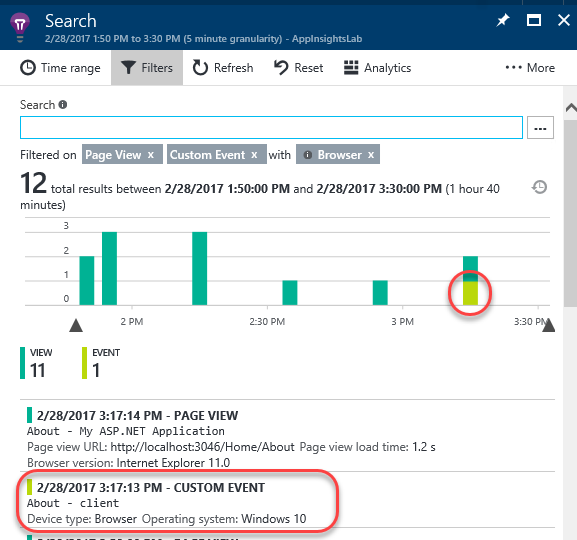 Search
2/28/2017 1:50 PM to 3:30 PM (5 minute granularity) - AppInsightsLab
Time range Filters Refresh Reset Analytics ··· More
Search
...
Filtered on Page View x Custom Event x with Browser x
12 total results between 2/28/2017 1:50:00 PM and 2/28/2017 3:30:00 PM (1 hour 40
minutes)
3
2
1
0
2 PM 2:30 PM 3 PM 3:30 PM
VIEW
11
EVENT
1
2/28/2017 3:17:14 PM - PAGE VIEW
About - My ASP.NET Application
Page view URL: http://localhost:3046/Home/About Page view load time: 1.2 s
Browser version: Internet Explorer 11.0
2/28/2017 3:17:13 PM - CUSTOM EVENT
About - client
Device type: Browser Operating system: Windows 10